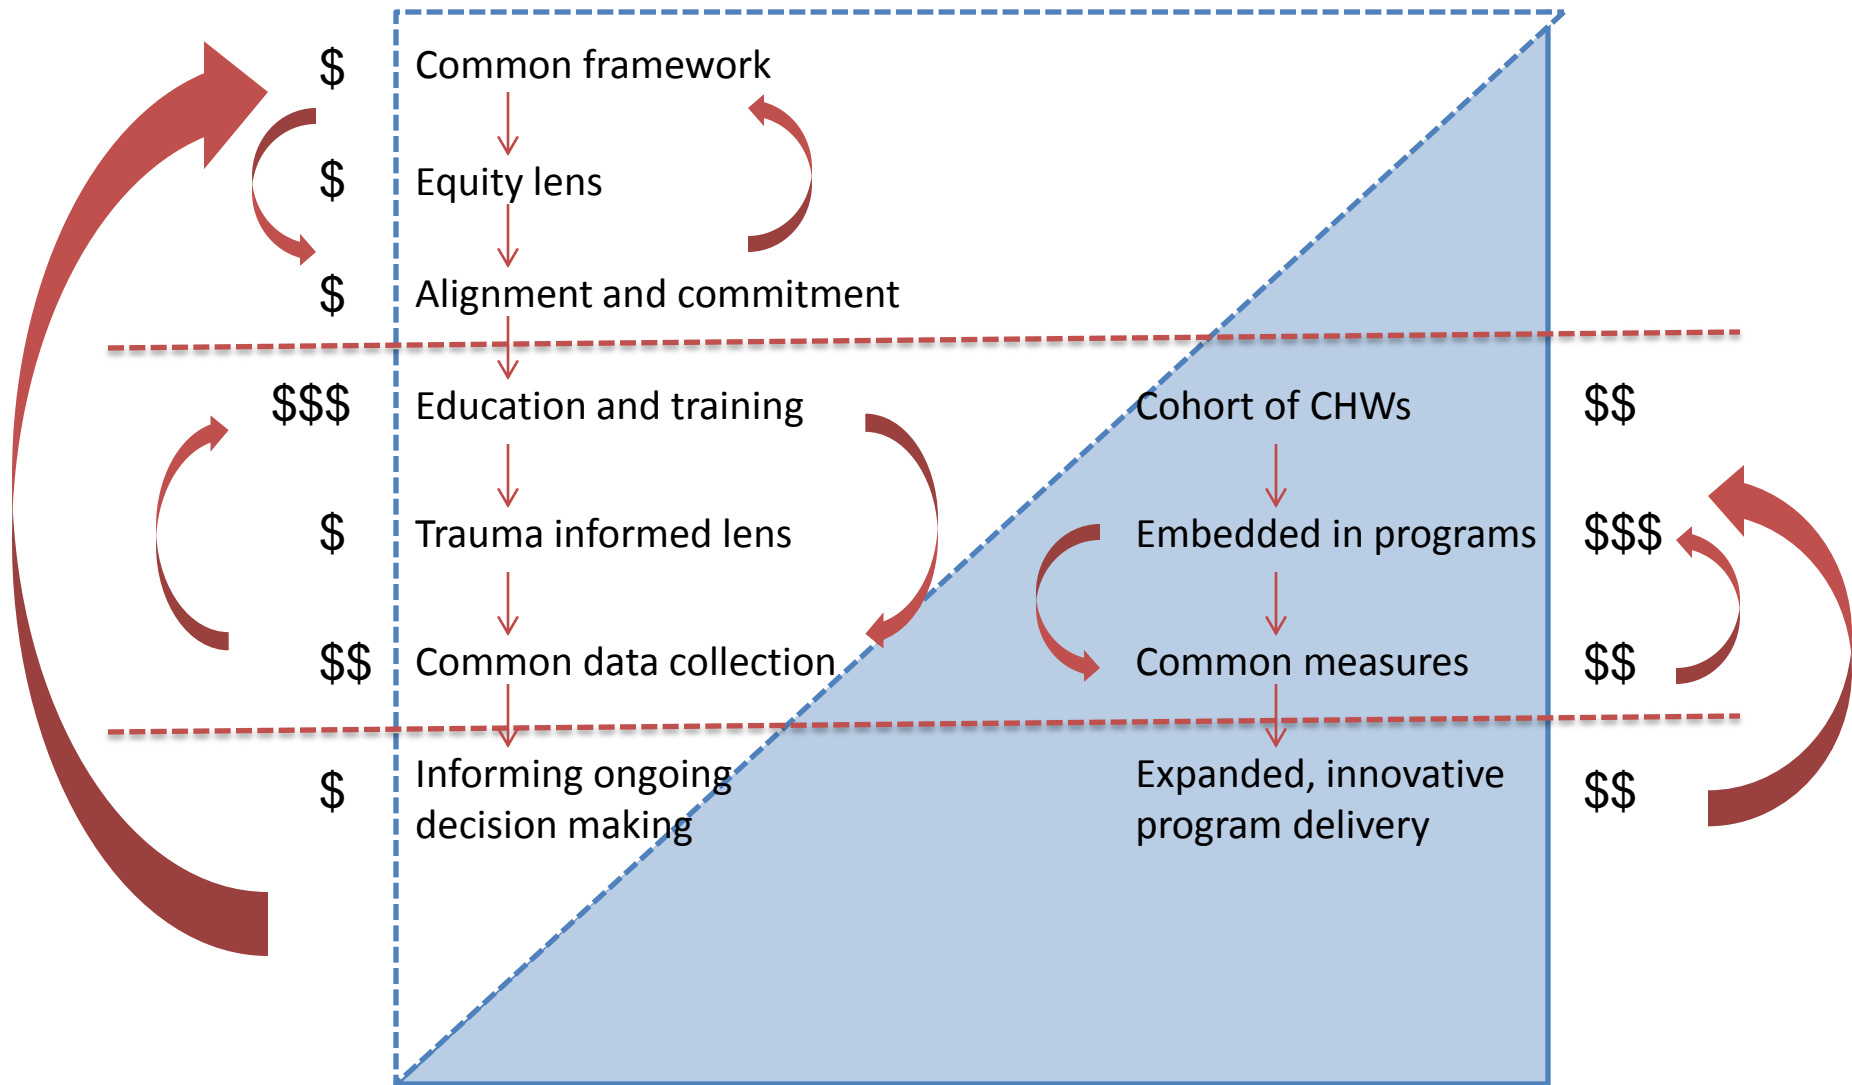 $ Common framework
$ Equity lens
$ Alignment and commitment
$$$ Education and training Cohort of CHWs $$
$ Trauma informed lens Embedded in programs $$$
$$ Common data collection Common measures $$
$ Informing ongoing
decision making
Expanded, innovative
program delivery $$